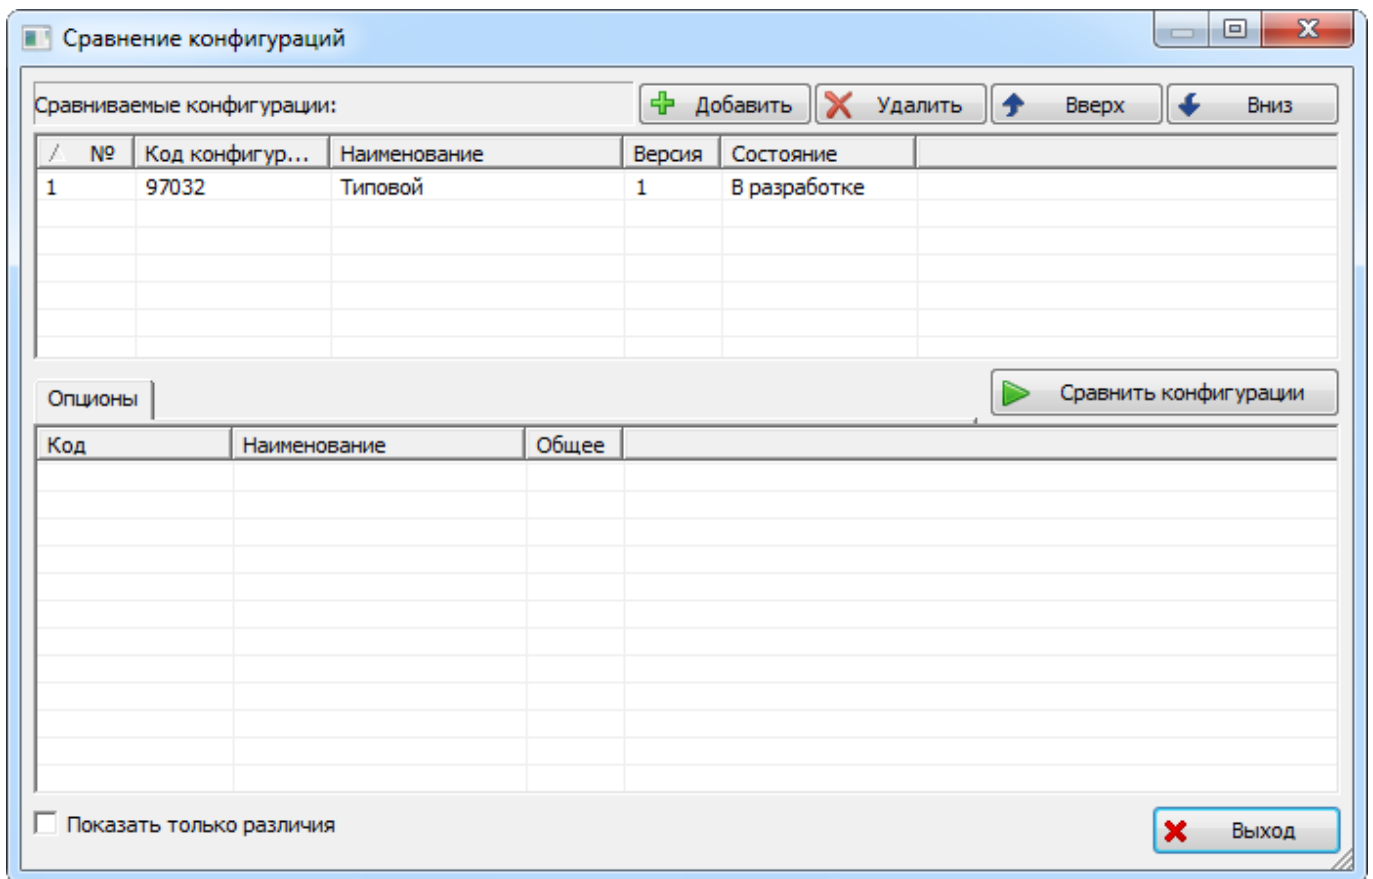 Сравнение конфигураций
Сравниваемые конфигурации: Добавить Удалить Вверх Вниз
№ Код конфигур... Наименование Версия Состояние
1 97032 Типовой 1 В разработке
Опционы Сравнить конфигурации
Код Наименование Общее
Показать только различия Выход